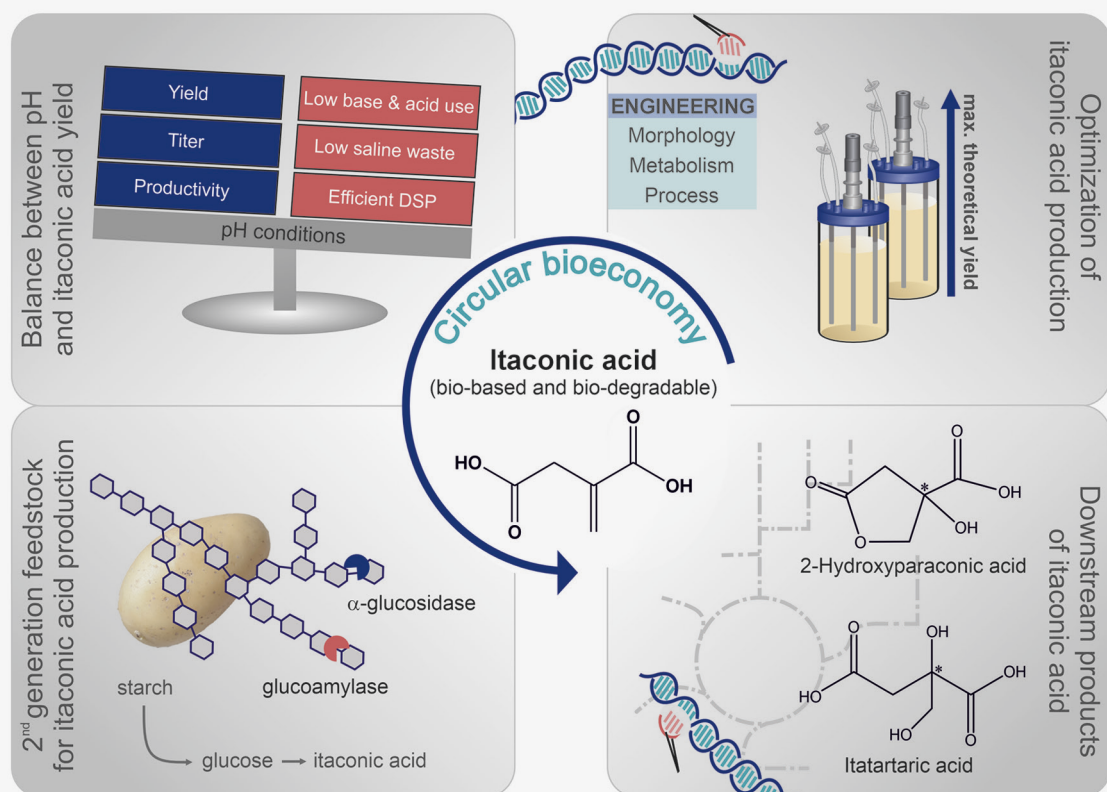 Balance between pH
and itaconic acid yield
Yield
Titer
Productivity
Low base & acid use
Low saline waste
Efficient DSP
pH conditions
ENGINEERING
Morphology
Metabolism
Process
max. theoretical yield
Optimization of
itaconic acid production
Circular bioeconomy
Itaconic acid
(bio-based and bio-degradable)
O
HO
O
OH
2nd generation feedstock
for itaconic acid production
α-glucosidase
glucoamylase
starch
glucose
itaconic acid
O
O
O
*
OH
OH
2-Hydroxyparaconic acid
O
HO
OH
*
HO
OH
O
Itatartaric acid
Downstream products
of itaconic acid